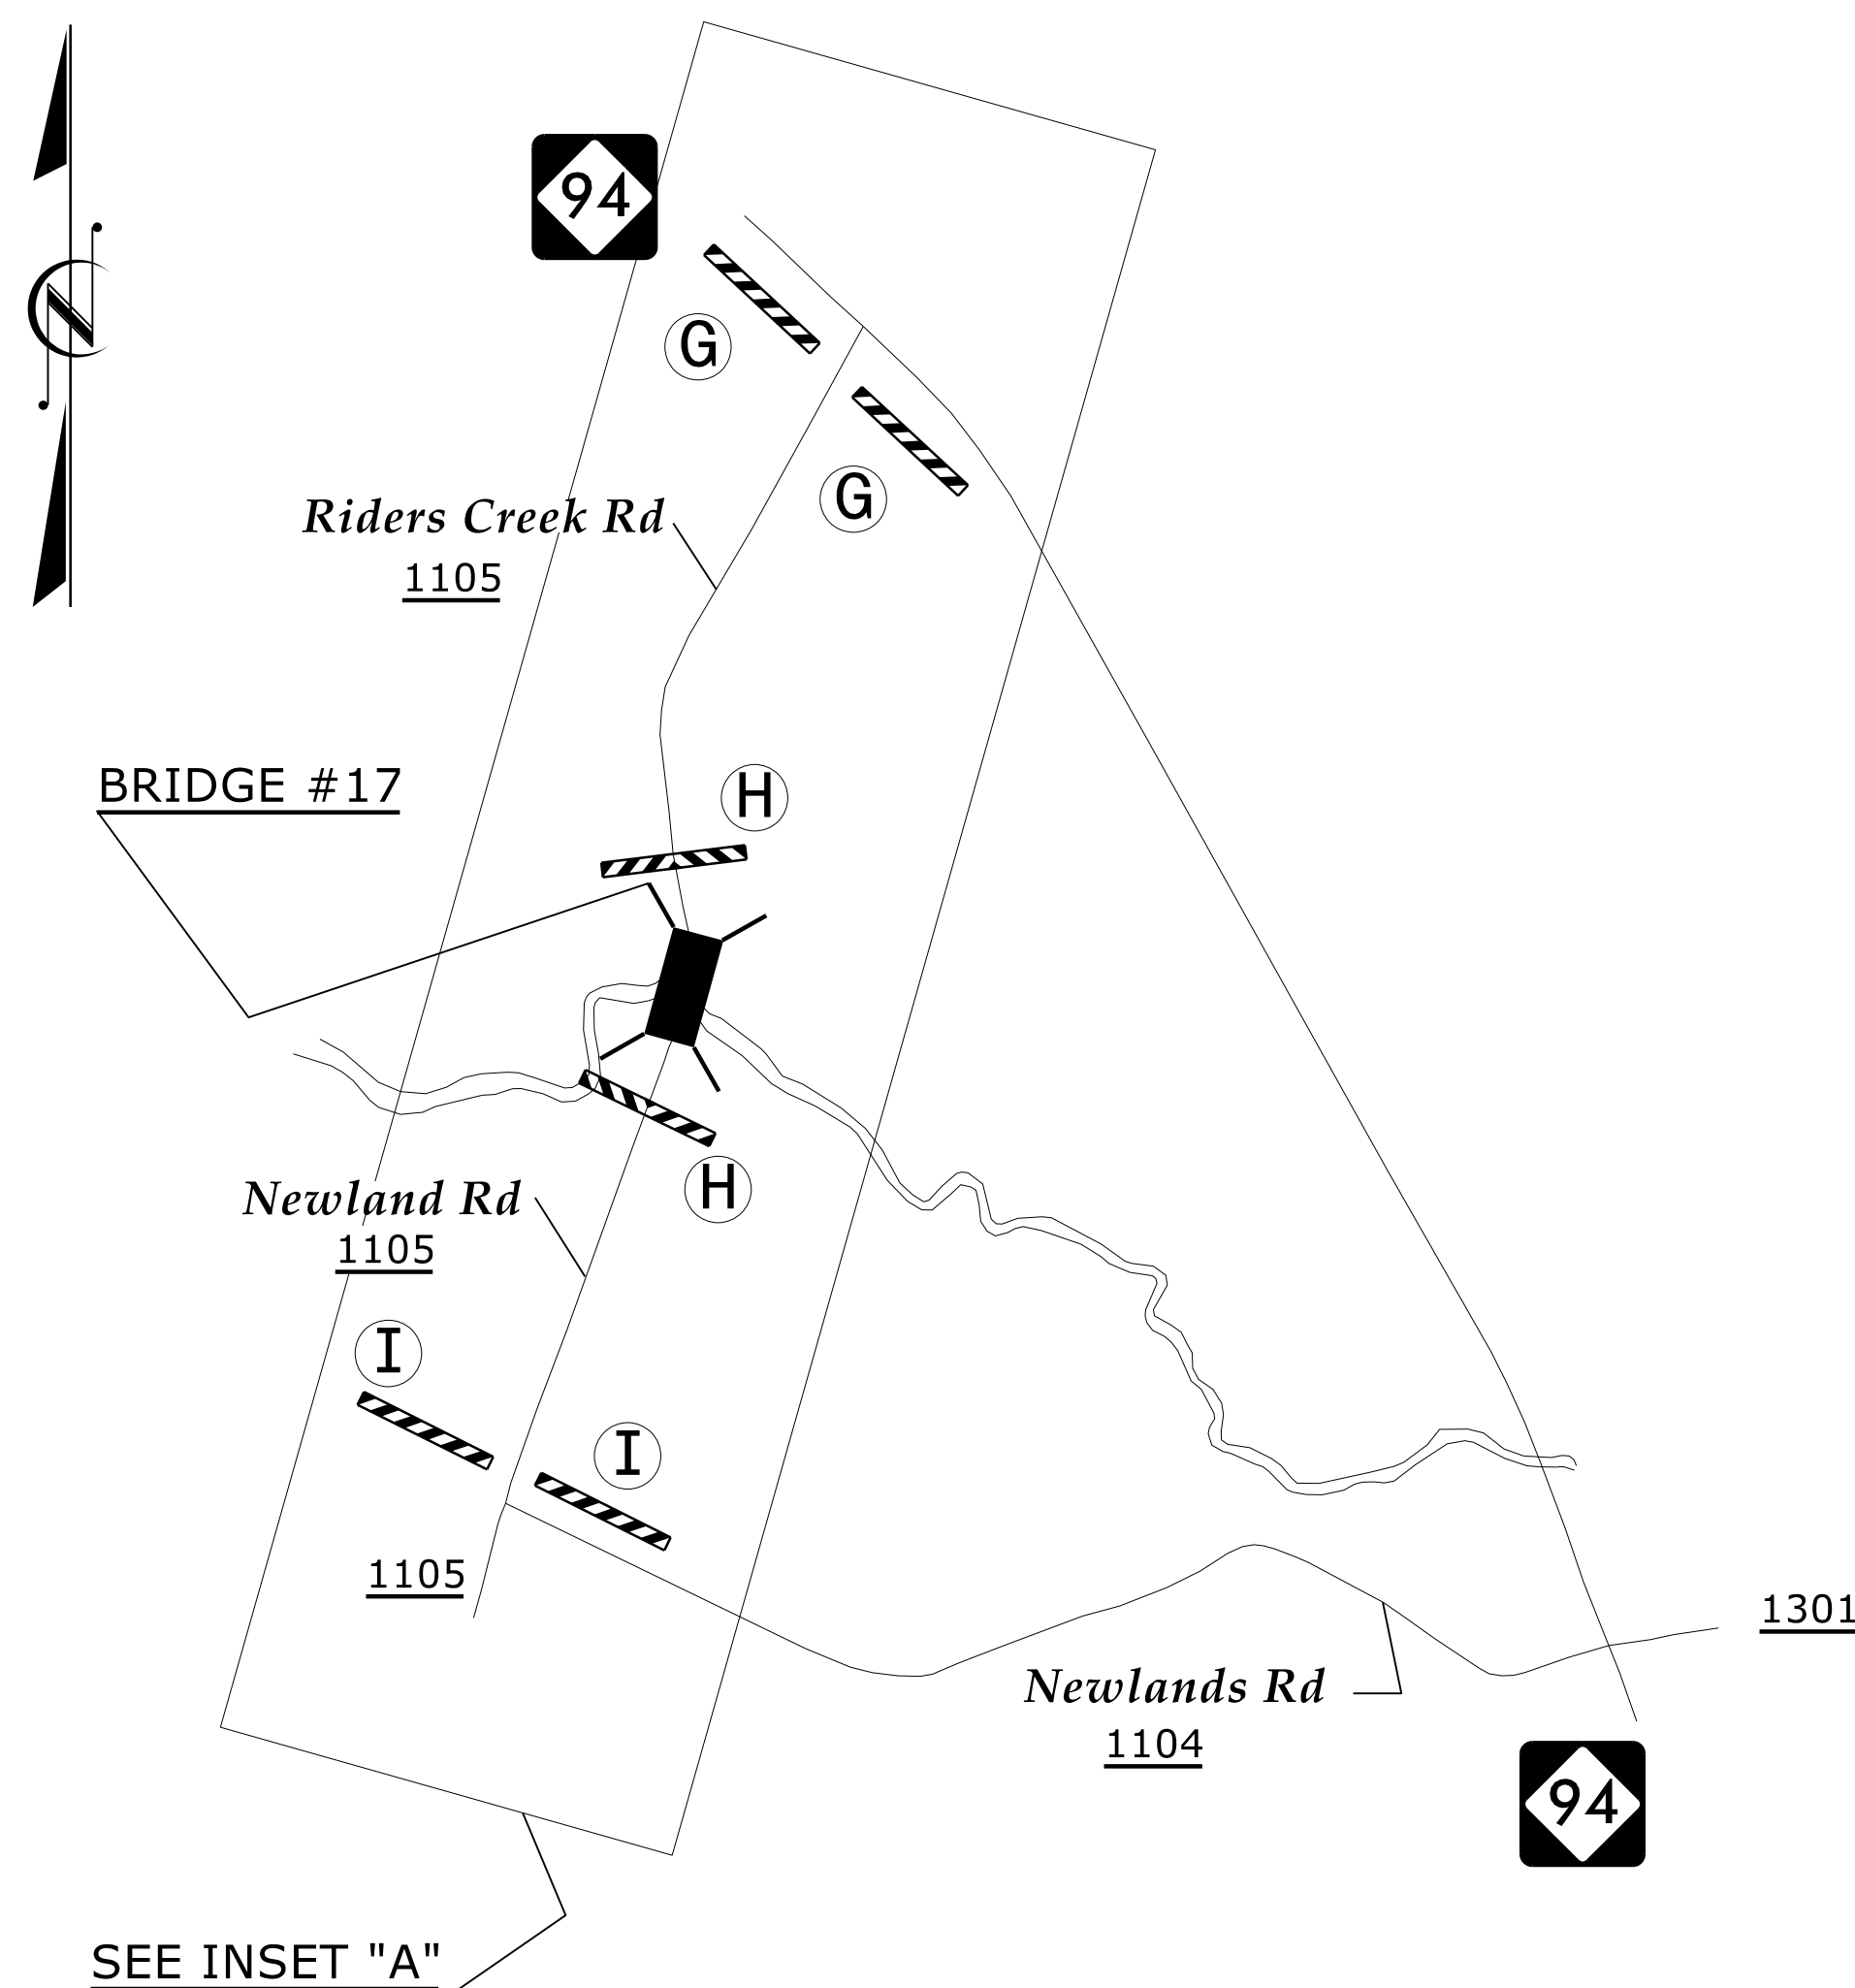 94
N
G
G
Riders Creek Rd
1105
BRIDGE #17
H
H
Newland Rd
1105
I
I
1105
1301
Newlands Rd
1104
94
SEE INSET "A"